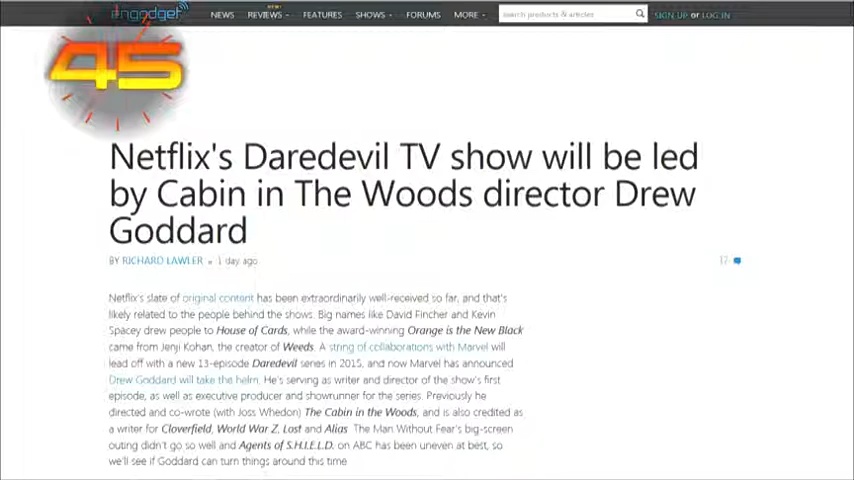 engadget NEWS REVIEWS NEW! FEATURES SHOWS FORUMS MORE search products & articles SIGN UP or LOG IN
45
Netflix's Daredevil TV show will be led
by Cabin in The Woods director Drew
Goddard
BY RICHARD LAWLER 1 day ago 17
Netflix's slate of original content has been extraordinarily well-received so far, and that's
likely related to the people behind the shows. Big names like David Fincher and Kevin
Spacey drew people to House of Cards, while the award-winning Orange is the New Black
came from Jenji Kohan, the creator of Weeds. A string of collaborations with Marvel will
lead off with a new 13-episode Daredevil series in 2015, and now Marvel has announced
Drew Goddard will take the helm. He's serving as writer and director of the show's first
episode, as well as executive producer and showrunner for the series. Previously he
directed and co-wrote (with Joss Whedon) The Cabin in the Woods, and is also credited as
a writer for Cloverfield, World War Z, Lost and Alias. The Man Without Fear's big-screen
outing didn't go so well and Agents of S.H.I.E.L.D. on ABC has been uneven at best, so
we'll see if Goddard can turn things around this time